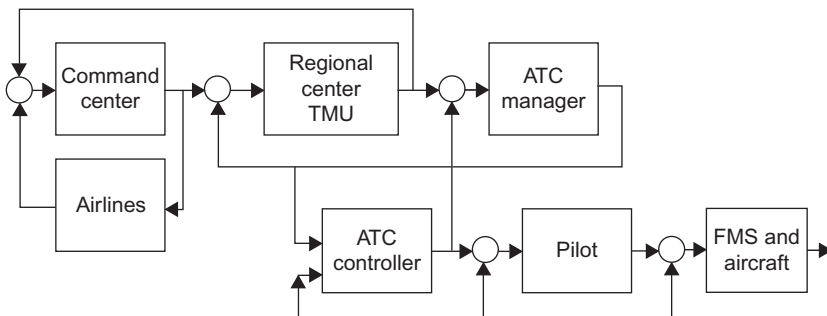 Command
center
Regional
center
TMU
ATC
manager
Airlines
ATC
controller
Pilot
FMS and
aircraft